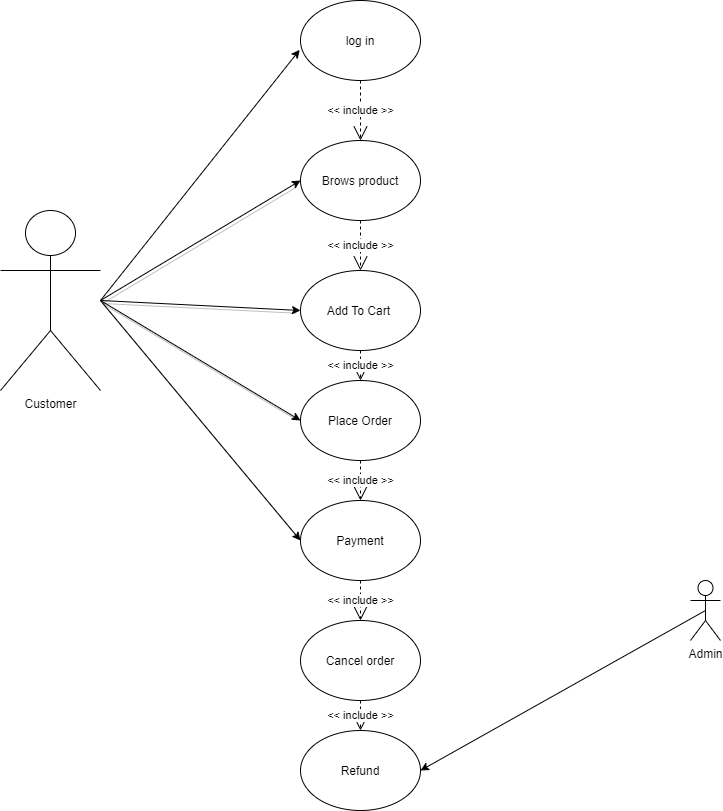 log in
<< include >>
Brows product
<< include >>
Add To Cart
<< include >>
Customer
Place Order
<< include >>
Payment
<< include >>
Cancel order
Admin
<< include >>
Refund